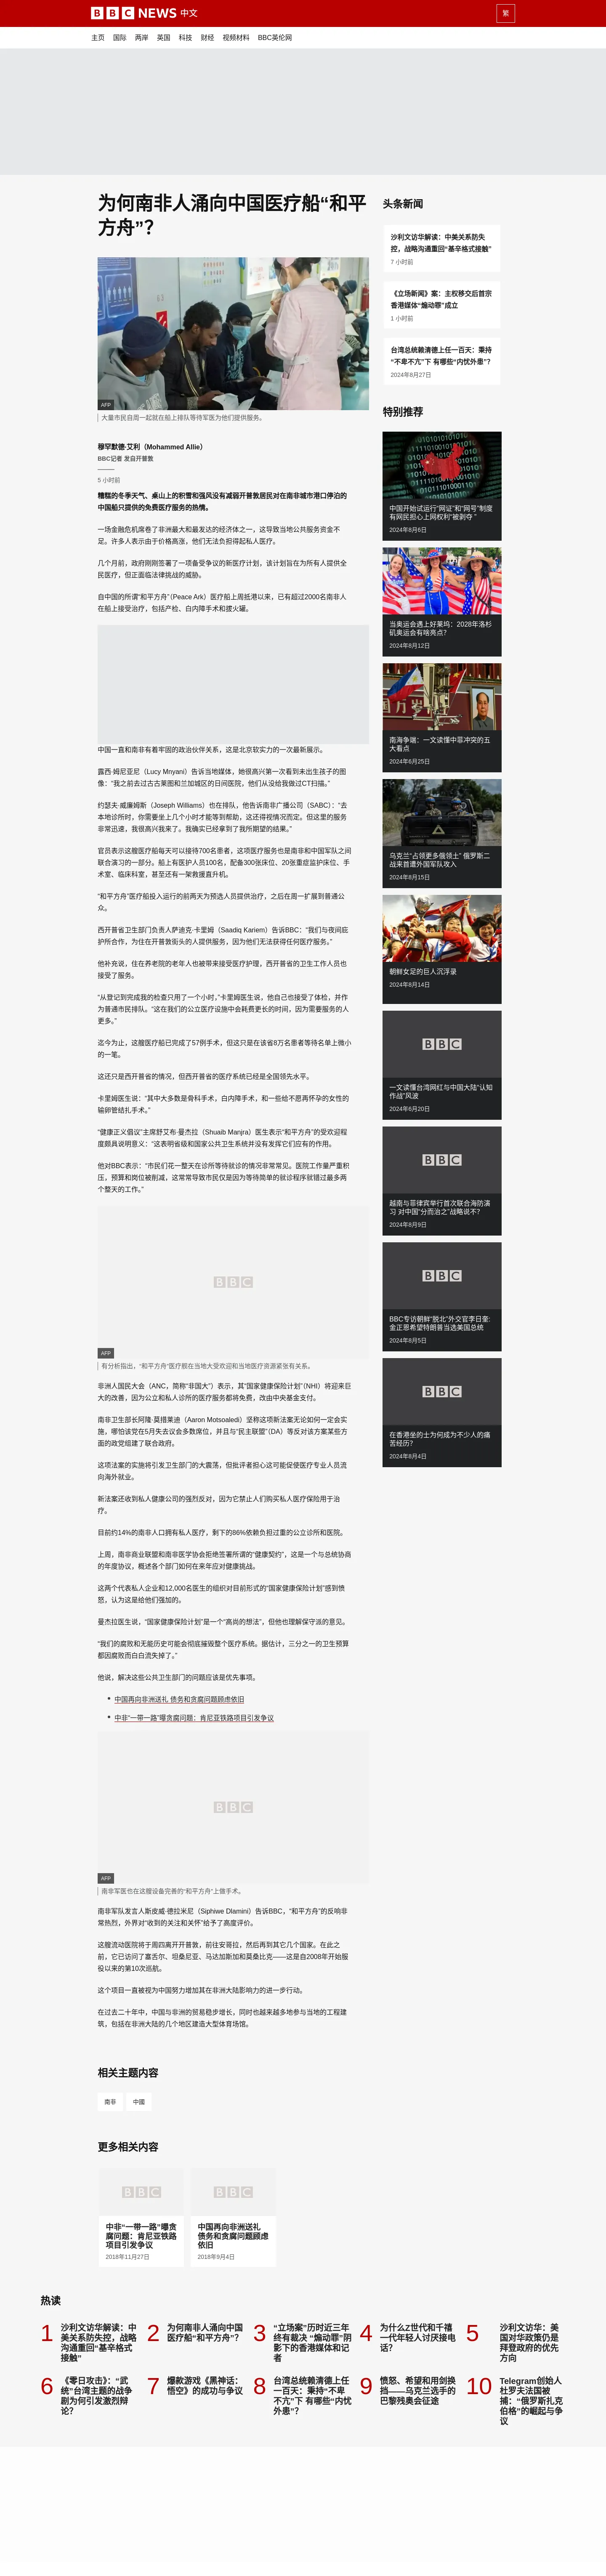 BBC NEWS 中文
繁
主页 国际 两岸 英国 科技 财经 视频材料 BBC英伦网
为何南非人涌向中国医疗船“和平
方舟”？
AFP
大量市民自周一起就在船上排队等待军医为他们提供服务。
穆罕默德·艾利（Mohammed Allie）
BBC记者 发自开普敦
5 小时前
糟糕的冬季天气、桌山上的积雪和强风没有减弱开普敦居民对在南非城市港口停泊的
中国船只提供的免费医疗服务的热情。
一场金融危机席卷了非洲最大和最发达的经济体之一，这导致当地公共服务资金不
足。许多人表示由于价格高涨，他们无法负担得起私人医疗。
几个月前，政府刚刚签署了一项备受争议的新医疗计划，该计划旨在为所有人提供全
民医疗，但正面临法律挑战的威胁。
自中国的所谓“和平方舟”（Peace Ark）医疗船上周抵港以来，已有超过2000名南非人
在船上接受治疗，包括产检、白内障手术和拔火罐。
中国一直和南非有着牢固的政治伙伴关系，这是北京软实力的一次最新展示。
露西·姆尼亚尼（Lucy Mnyani）告诉当地媒体，她很高兴第一次看到未出生孩子的图
像：“我之前去过古古莱图和兰加城区的日间医院，他们从没给我做过CT扫描。”
约瑟夫·威廉姆斯（Joseph Williams）也在排队，他告诉南非广播公司（SABC）：“去
本地诊所时，你需要坐上几个小时才能等到帮助，这还得视情况而定。但这里的服务
非常迅速，我很高兴我来了。我确实已经拿到了我所期望的结果。”
官员表示这艘医疗船每天可以接待700名患者，这项医疗服务也是南非和中国军队之间
联合演习的一部分。船上有医护人员100名，配备300张床位、20张重症监护床位、手
术室、临床科室，甚至还有一架救援直升机。
“和平方舟”医疗船投入运行的前两天为预选人员提供治疗，之后在周一扩展到普通公
众。
西开普省卫生部门负责人萨迪克·卡里姆（Saadiq Kariem）告诉BBC：“我们与夜间庇
护所合作，为住在开普敦街头的人提供服务，因为他们无法获得任何医疗服务。”
他补充说，住在养老院的老年人也被带来接受医疗护理，西开普省的卫生工作人员也
接受了服务。
“从登记到完成我的检查只用了一个小时，”卡里姆医生说，他自己也接受了体检，并作
为普通市民排队。“这在我们的公立医疗设施中会耗费更长的时间，因为需要服务的人
更多。”
迄今为止，这艘医疗船已完成了57例手术，但这只是在该省8万名患者等待名单上微小
的一笔。
这还只是西开普省的情况，但西开普省的医疗系统已经是全国领先水平。
卡里姆医生说：“其中大多数是骨科手术，白内障手术，和一些给不愿再怀孕的女性的
输卵管结扎手术。”
“健康正义倡议”主席舒艾布·曼杰拉（Shuaib Manjra）医生表示“和平方舟”的受欢迎程
度颇具说明意义：“这表明省级和国家公共卫生系统并没有发挥它们应有的作用。
他对BBC表示：“市民们花一整天在诊所等待就诊的情况非常常见。医院工作量严重积
压，预算和岗位被削减，这常常导致市民仅是因为等待简单的就诊程序就错过最多两
个整天的工作。”
BBC
AFP
有分析指出，“和平方舟”医疗舰在当地大受欢迎和当地医疗资源紧张有关系。
非洲人国民大会（ANC，简称“非国大”）表示，其“国家健康保险计划”（NHI）将迎来巨
大的改善，因为公立和私人诊所的医疗服务都将免费，改由中央基金支付。
南非卫生部长阿隆·莫措莱迪（Aaron Motsoaledi）坚称这项新法案无论如何一定会实
施，哪怕该党在5月失去议会多数席位，并且与“民主联盟”（DA）等反对该方案某些方
面的政党组建了联合政府。
这项法案的实施将引发卫生部门的大震荡，但批评者担心这可能促使医疗专业人员流
向海外就业。
新法案还收到私人健康公司的强烈反对，因为它禁止人们购买私人医疗保险用于治
疗。
目前约14%的南非人口拥有私人医疗，剩下的86%依赖负担过重的公立诊所和医院。
上周，南非商业联盟和南非医学协会拒绝签署所谓的“健康契约”，这是一个与总统协商
的年度协议，概述各个部门如何在来年应对健康挑战。
这两个代表私人企业和12,000名医生的组织对目前形式的“国家健康保险计划”感到愤
怒，认为这是给他们强加的。
曼杰拉医生说，“国家健康保险计划”是一个“高尚的想法”，但他也理解保守派的意见。
“我们的腐败和无能历史可能会彻底摧毁整个医疗系统。据估计，三分之一的卫生预算
都因腐败而白白流失掉了。”
他说，解决这些公共卫生部门的问题应该是优先事项。
中国再向非洲送礼 债务和贪腐问题顾虑依旧
中非“一带一路”曝贪腐问题：肯尼亚铁路项目引发争议
BBC
AFP
南非军医也在这艘设备完善的“和平方舟”上做手术。
南非军队发言人斯皮威·德拉米尼（Siphiwe Dlamini）告诉BBC，“和平方舟”的反响非
常热烈，外界对“收到的关注和关怀”给予了高度评价。
这艘流动医院将于周四离开开普敦，前往安哥拉，然后再到其它几个国家。在此之
前，它已访问了塞舌尔、坦桑尼亚、马达加斯加和莫桑比克——这是自2008年开始服
役以来的第10次巡航。
这个项目一直被视为中国努力增加其在非洲大陆影响力的进一步行动。
在过去二十年中，中国与非洲的贸易稳步增长，同时也越来越多地参与当地的工程建
筑，包括在非洲大陆的几个地区建造大型体育场馆。
相关主题内容
南非 中國
更多相关内容
BBC
中非“一带一路”曝贪
腐问题：肯尼亚铁路
项目引发争议
2018年11月27日
BBC
中国再向非洲送礼
债务和贪腐问题顾虑
依旧
2018年9月4日
头条新闻
沙利文访华解读：中美关系防失
控，战略沟通重回“基辛格式接触”
7 小时前
《立场新闻》案：主权移交后首宗
香港媒体“煽动罪”成立
1 小时前
台湾总统赖清德上任一百天：秉持
“不卑不亢”下 有哪些“内忧外患”？
2024年8月27日
特别推荐
中国开始试运行“网证”和“网号”制度
有网民担心上网权利“被剥夺 ”
2024年8月6日
当奥运会遇上好莱坞：2028年洛杉
矶奥运会有啥亮点？
2024年8月12日
南海争端：一文读懂中菲冲突的五
大看点
2024年6月25日
乌克兰“占领更多俄领土” 俄罗斯二
战来首遭外国军队攻入
2024年8月15日
朝鲜女足的巨人沉浮录
2024年8月14日
BBC
一文读懂台湾网红与中国大陆“认知
作战”风波
2024年6月20日
BBC
越南与菲律宾举行首次联合海防演
习 对中国“分而治之”战略说不？
2024年8月9日
BBC
BBC专访朝鲜“脱北”外交官李日奎:
金正恩希望特朗普当选美国总统
2024年8月5日
BBC
在香港坐的士为何成为不少人的痛
苦经历？
2024年8月4日
热读
1 沙利文访华解读：中
美关系防失控，战略
沟通重回“基辛格式
接触”
2 为何南非人涌向中国
医疗船“和平方舟”？
3 “立场案”历时近三年
终有裁决 “煽动罪”阴
影下的香港媒体和记
者
4 为什么Z世代和千禧
一代年轻人讨厌接电
话？
5 沙利文访华：美
国对华政策仍是
拜登政府的优先
方向
6 《零日攻击》：“武
统”台湾主题的战争
剧为何引发激烈辩
论？
7 爆款游戏《黑神话：
悟空》的成功与争议
8 台湾总统赖清德上任
一百天：秉持“不卑
不亢”下 有哪些“内忧
外患”？
9 愤怒、希望和用剑换
挡——乌克兰选手的
巴黎残奥会征途
10 Telegram创始人
杜罗夫法国被
捕：“俄罗斯扎克
伯格”的崛起与争
议